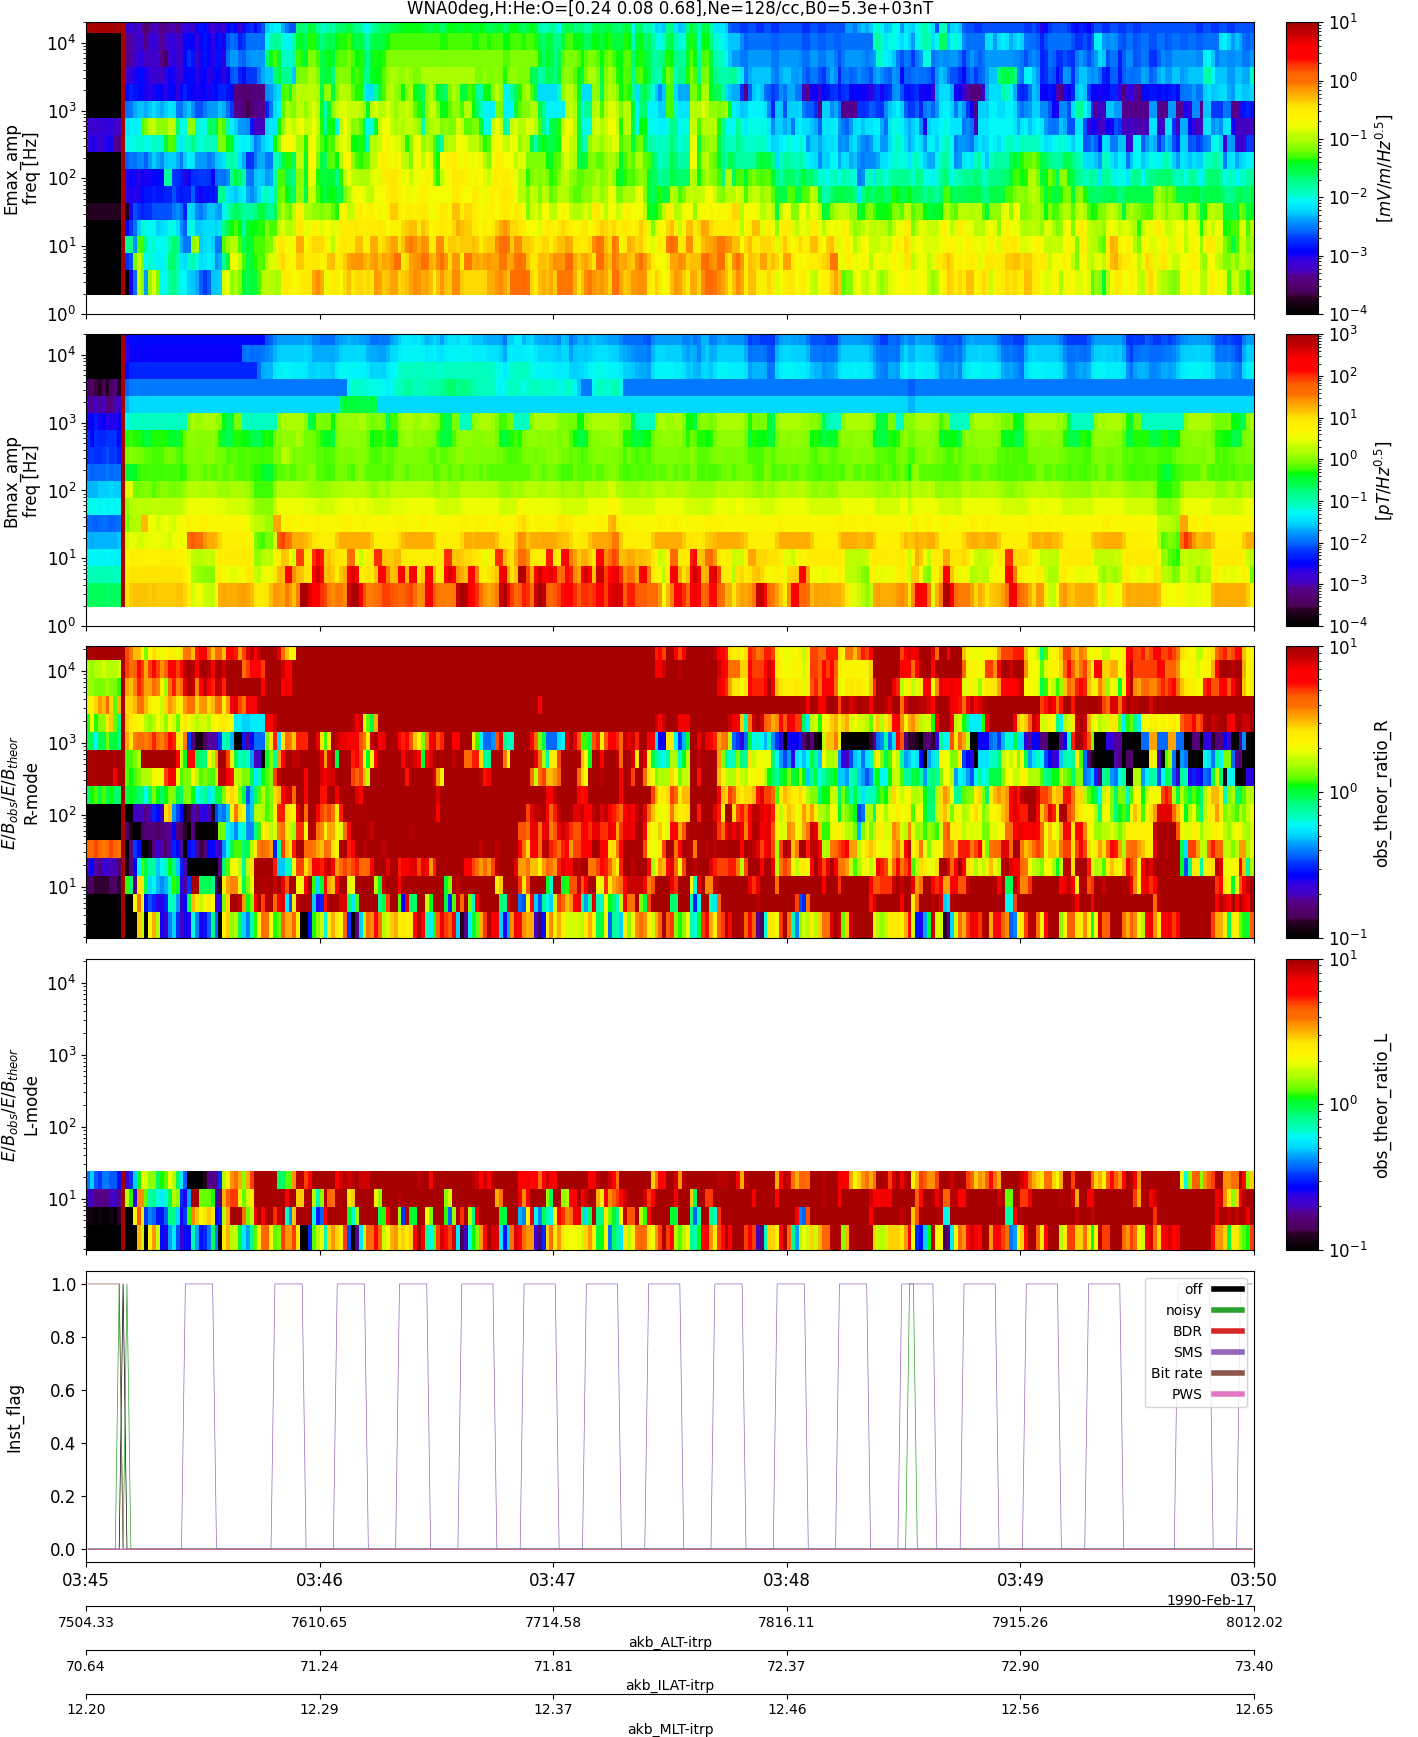 WNA0deg,H:He:O=[0.24 0.08 0.68],Ne=128/cc,B0=5.3e+03nT
10^4
10^3
10^2
10^1
10^0
Emax_amp
freq [Hz]
10^1
10^0
10^-1
10^-2
10^-3
10^-4
[mV/m/Hz^0.5]
10^4
10^3
10^2
10^1
10^0
Bmax_amp
freq [Hz]
10^3
10^2
10^1
10^0
10^-1
10^-2
10^-3
10^-4
[pT/Hz^0.5]
10^4
10^3
10^2
10^1
E/B_obs/E/B_theor
R-mode
10^1
10^0
10^-1
obs_theor_ratio_R
10^4
10^3
10^2
10^1
E/B_obs/E/B_theor
L-mode
10^1
10^0
10^-1
obs_theor_ratio_L
1.0
0.8
0.6
0.4
0.2
0.0
Inst_flag
off
noisy
BDR
SMS
Bit rate
PWS
03:45 03:46 03:47 03:48 03:49 03:50
1990-Feb-17
7504.33 7610.65 7714.58 7816.11 7915.26 8012.02
akb_ALT-itrp
70.64 71.24 71.81 72.37 72.90 73.40
akb_ILAT-itrp
12.20 12.29 12.37 12.46 12.56 12.65
akb_MLT-itrp